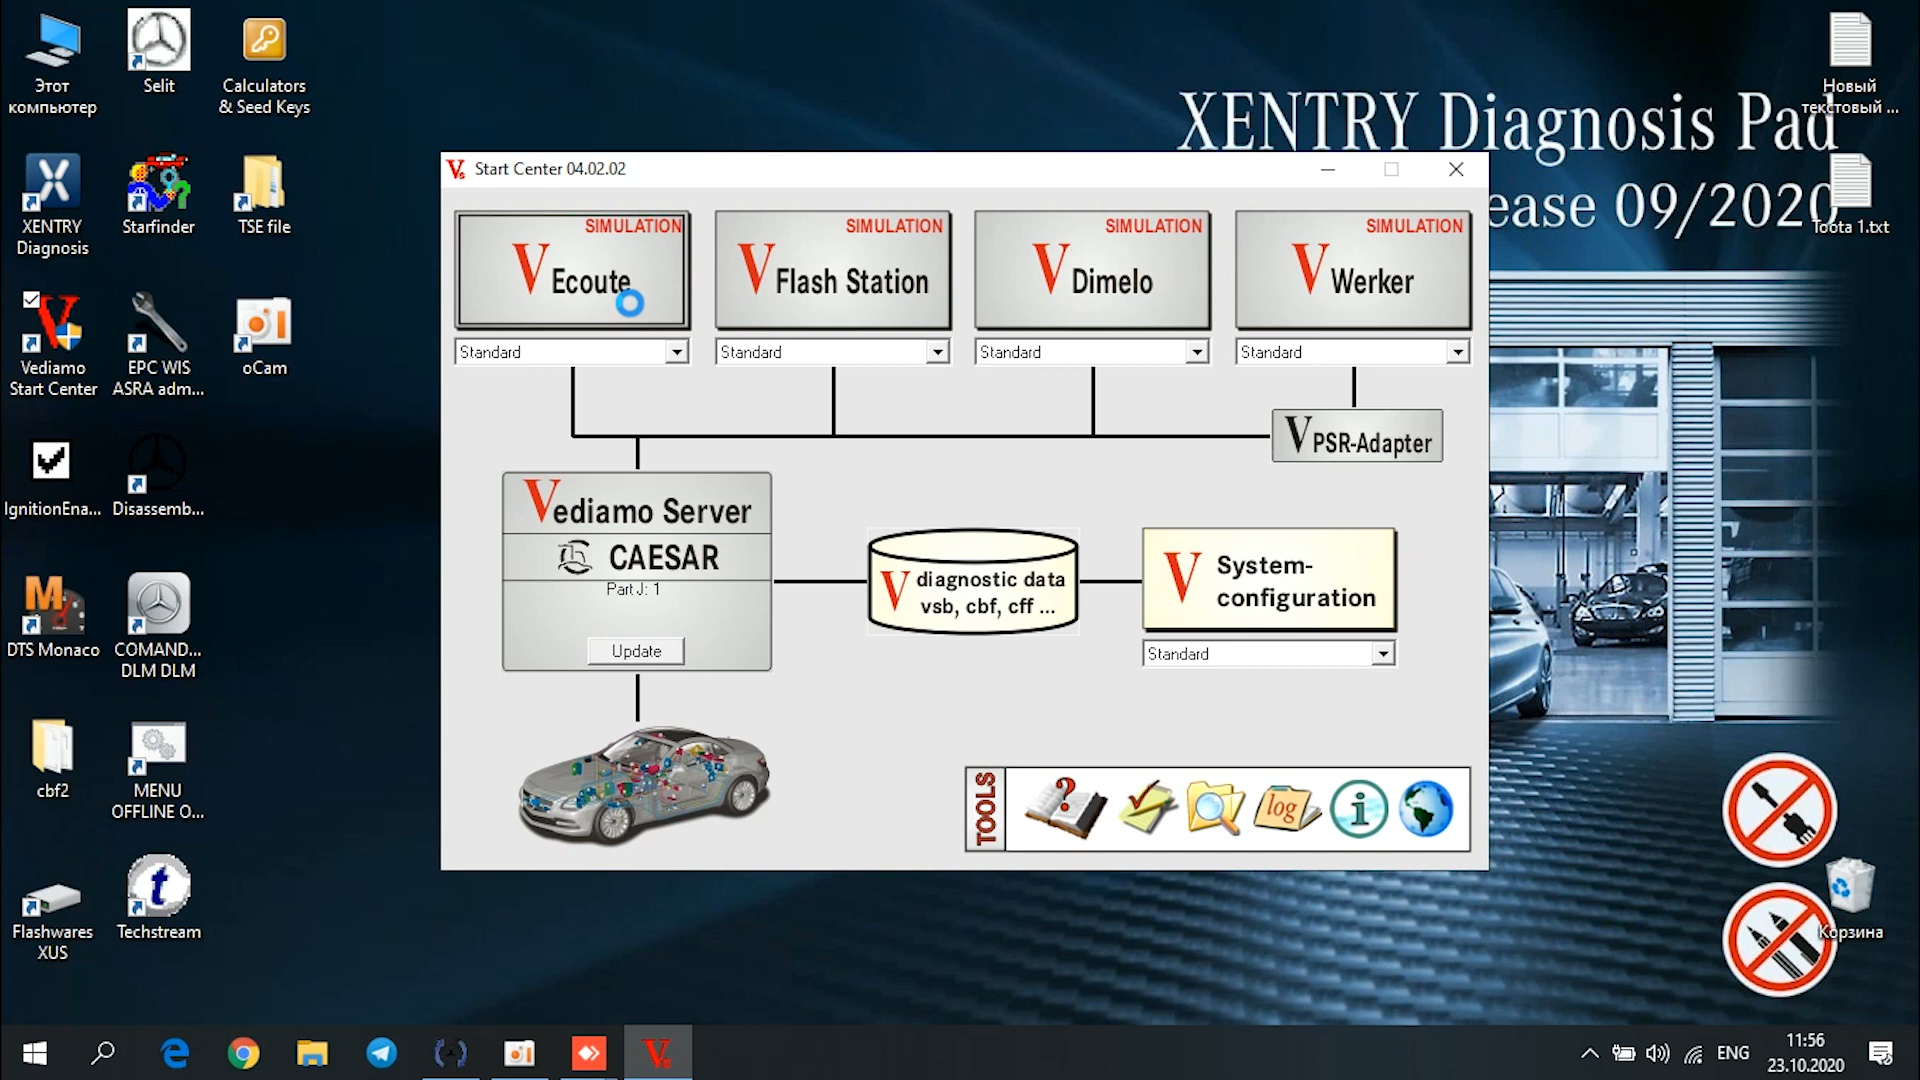 Этот
компьютер
Selit
Calculators
& Seed Keys
XENTRY
Diagnosis
Starfinder
TSE file
Vediamo
Start Center
EPC WIS
ASRA adm...
oCam
IgnitionEna...
Disassemb...
DTS Monaco
COMAND...
DLM DLM
cbf2
MENU
OFFLINE O...
Flashwares
XUS
Techstream
XENTRY Diagnosis Pad
ease 09/2020
Новый
текстовый ...
Toota 1.txt
Корзина
Start Center 04.02.02
SIMULATION
V Ecoute
Standard
SIMULATION
V Flash Station
Standard
SIMULATION
V Dimelo
Standard
SIMULATION
V Werker
Standard
V PSR-Adapter
Vediamo Server
CAESAR
Part J: 1
Update
V diagnostic data
vsb, cbf, cff ...
V System-
configuration
Standard
TOOLS
?
log
i
ENG
11:56
23.10.2020